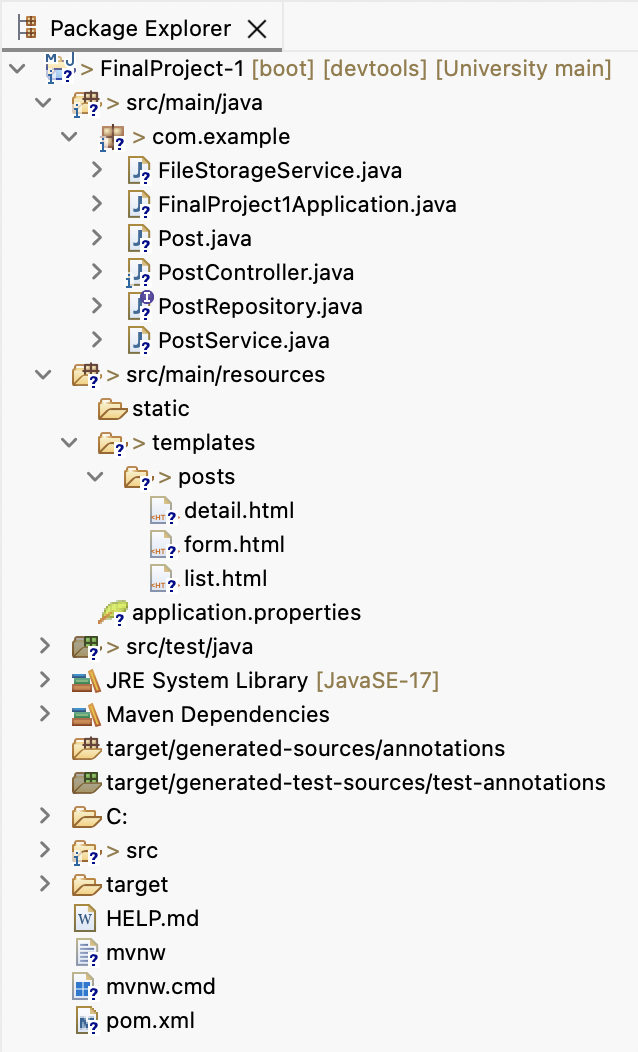 Package Explorer
> FinalProject-1 [boot] [devtools] [University main]
> src/main/java
> com.example
FileStorageService.java
FinalProject1Application.java
Post.java
PostController.java
PostRepository.java
PostService.java
> src/main/resources
static
> templates
> posts
detail.html
form.html
list.html
application.properties
> src/test/java
JRE System Library [JavaSE-17]
Maven Dependencies
target/generated-sources/annotations
target/generated-test-sources/test-annotations
C:
> src
target
HELP.md
mvnw
mvnw.cmd
pom.xml